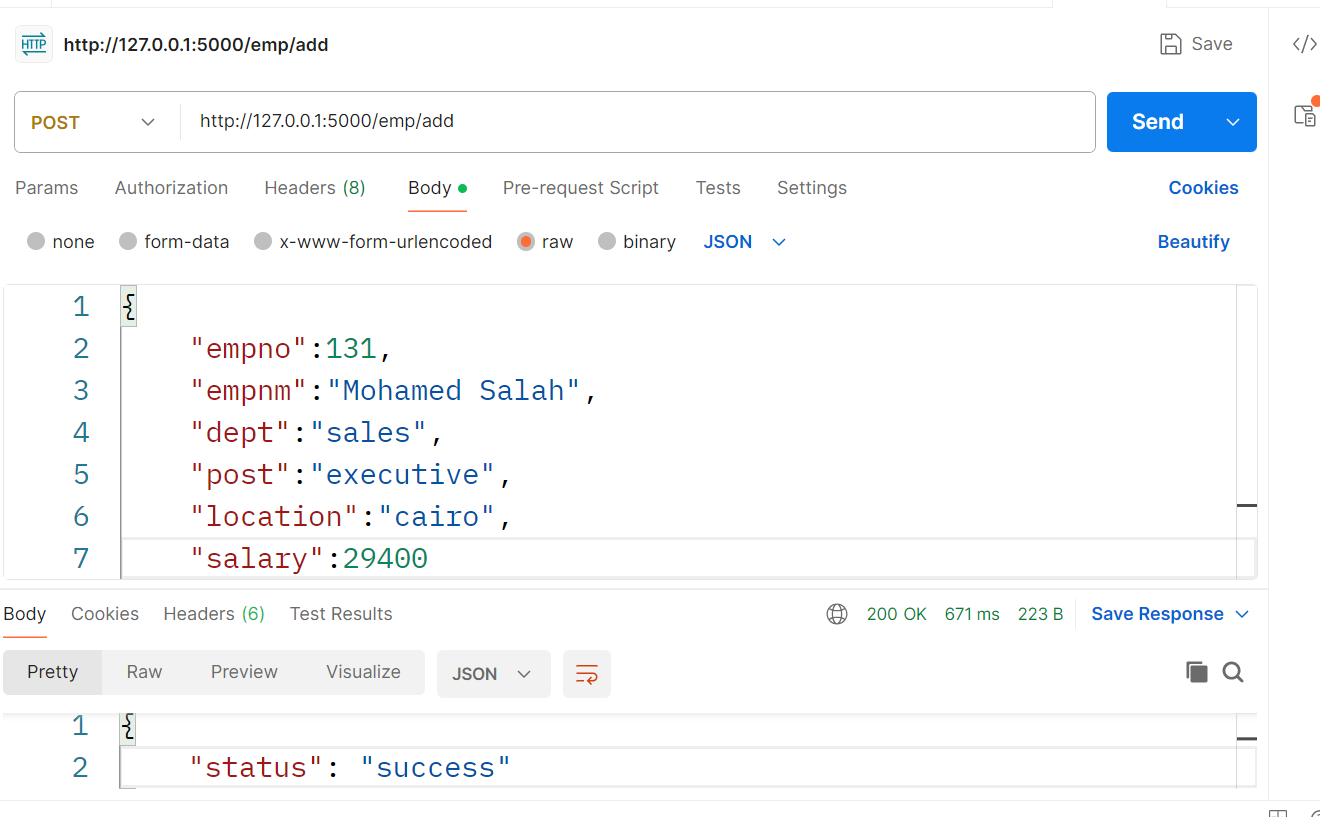 HTTP http://127.0.0.1:5000/emp/add Save </>
POST http://127.0.0.1:5000/emp/add Send
Params Authorization Headers (8) Body Pre-request Script Tests Settings Cookies
none form-data x-www-form-urlencoded raw binary JSON Beautify
1 {
2 "empno":131,
3 "empnm":"Mohamed Salah",
4 "dept":"sales",
5 "post":"executive",
6 "location":"cairo",
7 "salary":29400
Body Cookies Headers (6) Test Results 200 OK 671 ms 223 B Save Response
Pretty Raw Preview Visualize JSON
1 {
2 "status": "success"